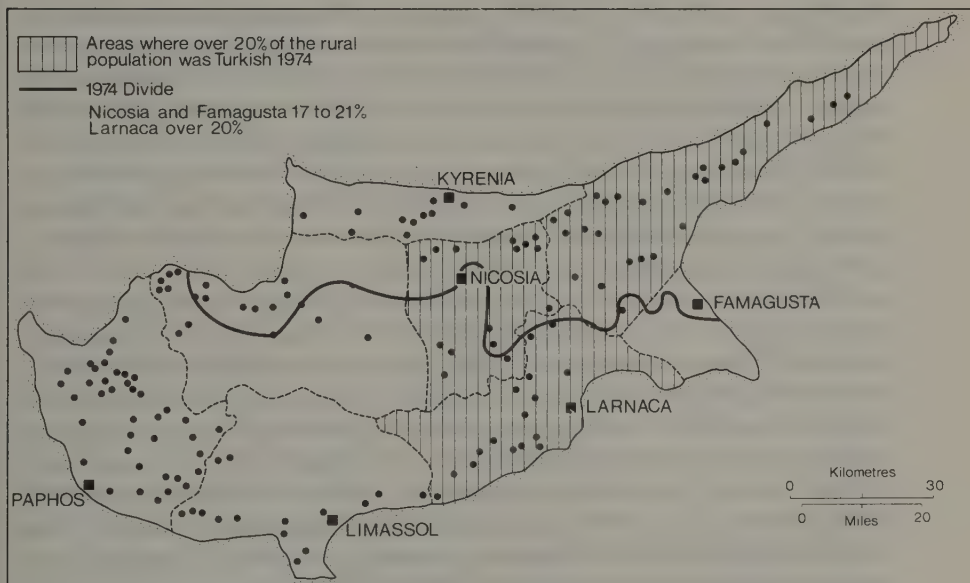 Areas where over 20% of the rural
population was Turkish 1974
1974 Divide
Nicosia and Famagusta 17 to 21%
Larnaca over 20%
KYRENIA
NICOSIA
FAMAGUSTA
LARNACA
PAPHOS
LIMASSOL
Kilometres
0 30
0 20
Miles